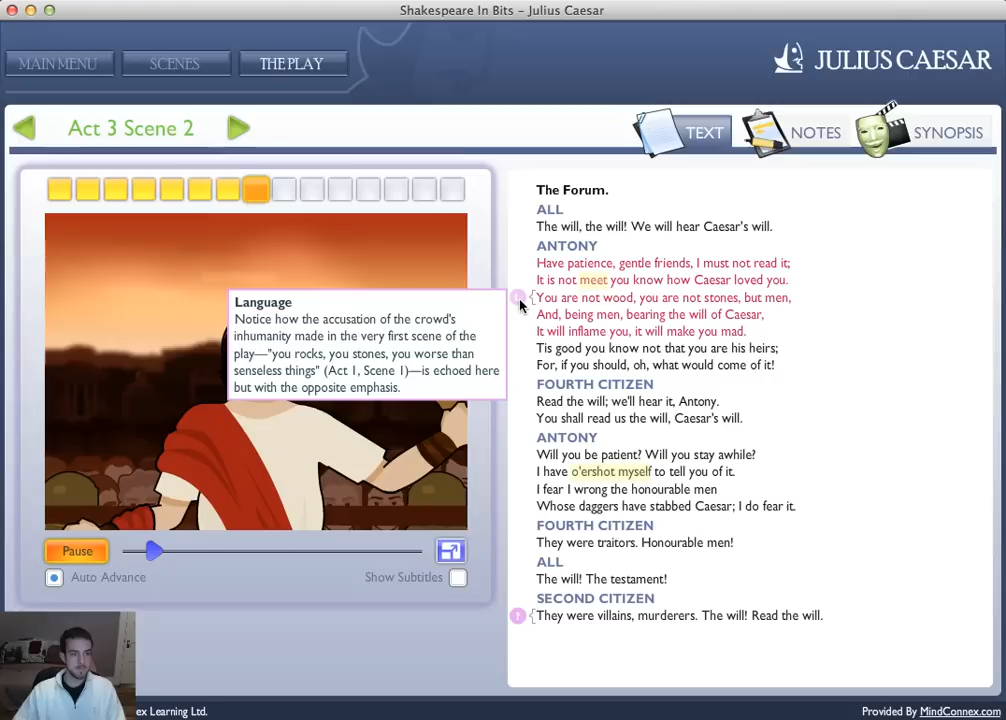 Shakespeare In Bits - Julius Caesar
MAIN MENU
SCENES
THE PLAY
JULIUS CAESAR
Act 3 Scene 2
TEXT
NOTES
SYNOPSIS
The Forum.
ALL
The will, the will! We will hear Caesar's will.
ANTONY
Have patience, gentle friends, I must not read it;
It is not meet you know how Caesar loved you.
You are not wood, you are not stones, but men,
And, being men, bearing the will of Caesar,
It will inflame you, it will make you mad.
Tis good you know not that you are his heirs;
For, if you should, oh, what would come of it!
FOURTH CITIZEN
Read the will; we'll hear it, Antony.
You shall read us the will, Caesar's will.
ANTONY
Will you be patient? Will you stay awhile?
I have o'ershot myself to tell you of it.
I fear I wrong the honourable men
Whose daggers have stabbed Caesar; I do fear it.
FOURTH CITIZEN
They were traitors. Honourable men!
ALL
The will! The testament!
SECOND CITIZEN
They were villains, murderers. The will! Read the will.
Language
Notice how the accusation of the crowd's
inhumanity made in the very first scene of the
play—"you rocks, you stones, you worse than
senseless things" (Act 1, Scene 1)—is echoed here
but with the opposite emphasis.
Pause
Auto Advance
Show Subtitles
ex Learning Ltd.
Provided By MindConnex.com